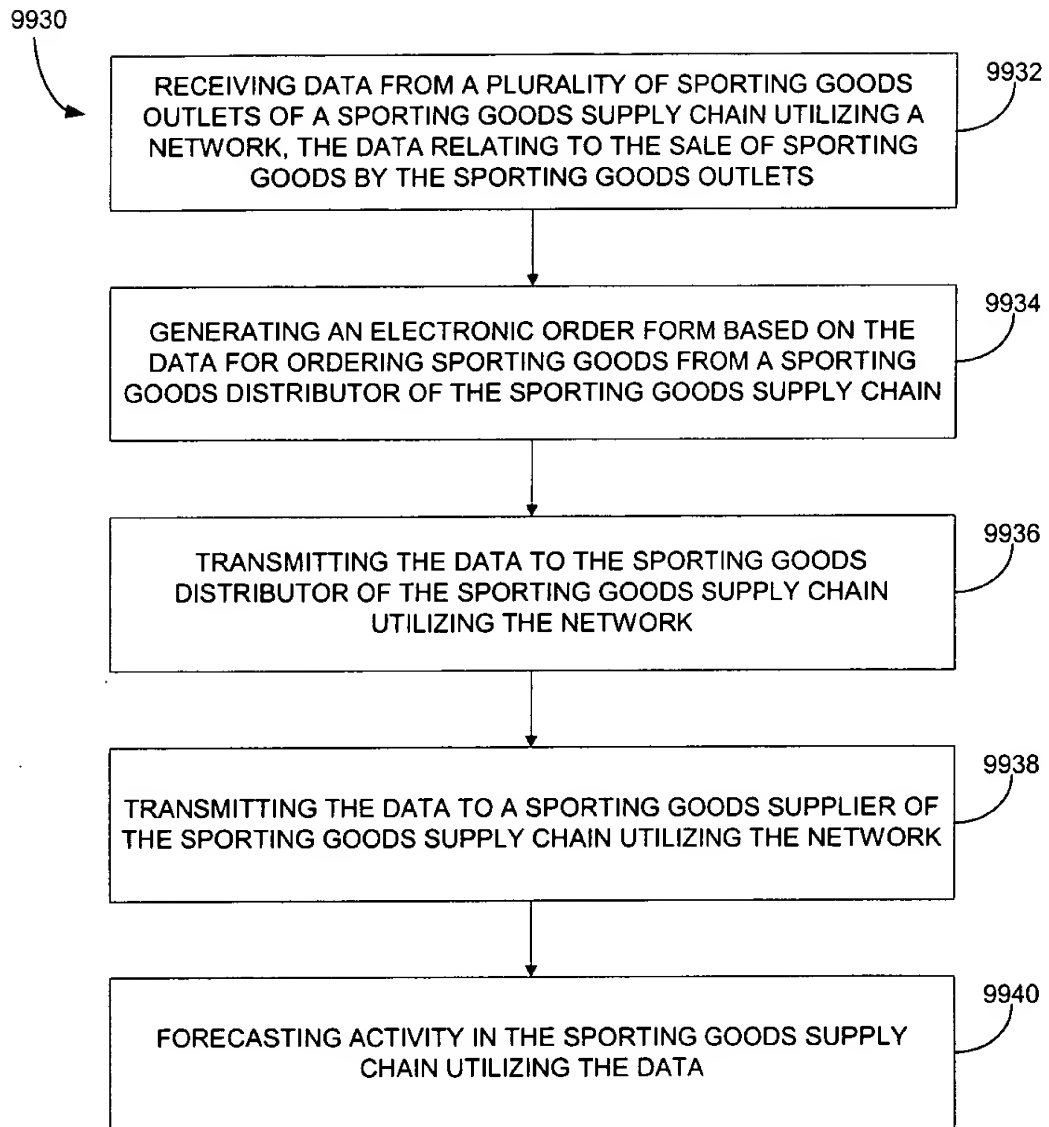 9930
RECEIVING DATA FROM A PLURALITY OF SPORTING GOODS
OUTLETS OF A SPORTING GOODS SUPPLY CHAIN UTILIZING A
NETWORK, THE DATA RELATING TO THE SALE OF SPORTING
GOODS BY THE SPORTING GOODS OUTLETS
9932
GENERATING AN ELECTRONIC ORDER FORM BASED ON THE
DATA FOR ORDERING SPORTING GOODS FROM A SPORTING
GOODS DISTRIBUTOR OF THE SPORTING GOODS SUPPLY CHAIN
9934
TRANSMITTING THE DATA TO THE SPORTING GOODS
DISTRIBUTOR OF THE SPORTING GOODS SUPPLY CHAIN
UTILIZING THE NETWORK
9936
TRANSMITTING THE DATA TO A SPORTING GOODS SUPPLIER OF
THE SPORTING GOODS SUPPLY CHAIN UTILIZING THE NETWORK
9938
FORECASTING ACTIVITY IN THE SPORTING GOODS SUPPLY
CHAIN UTILIZING THE DATA
9940